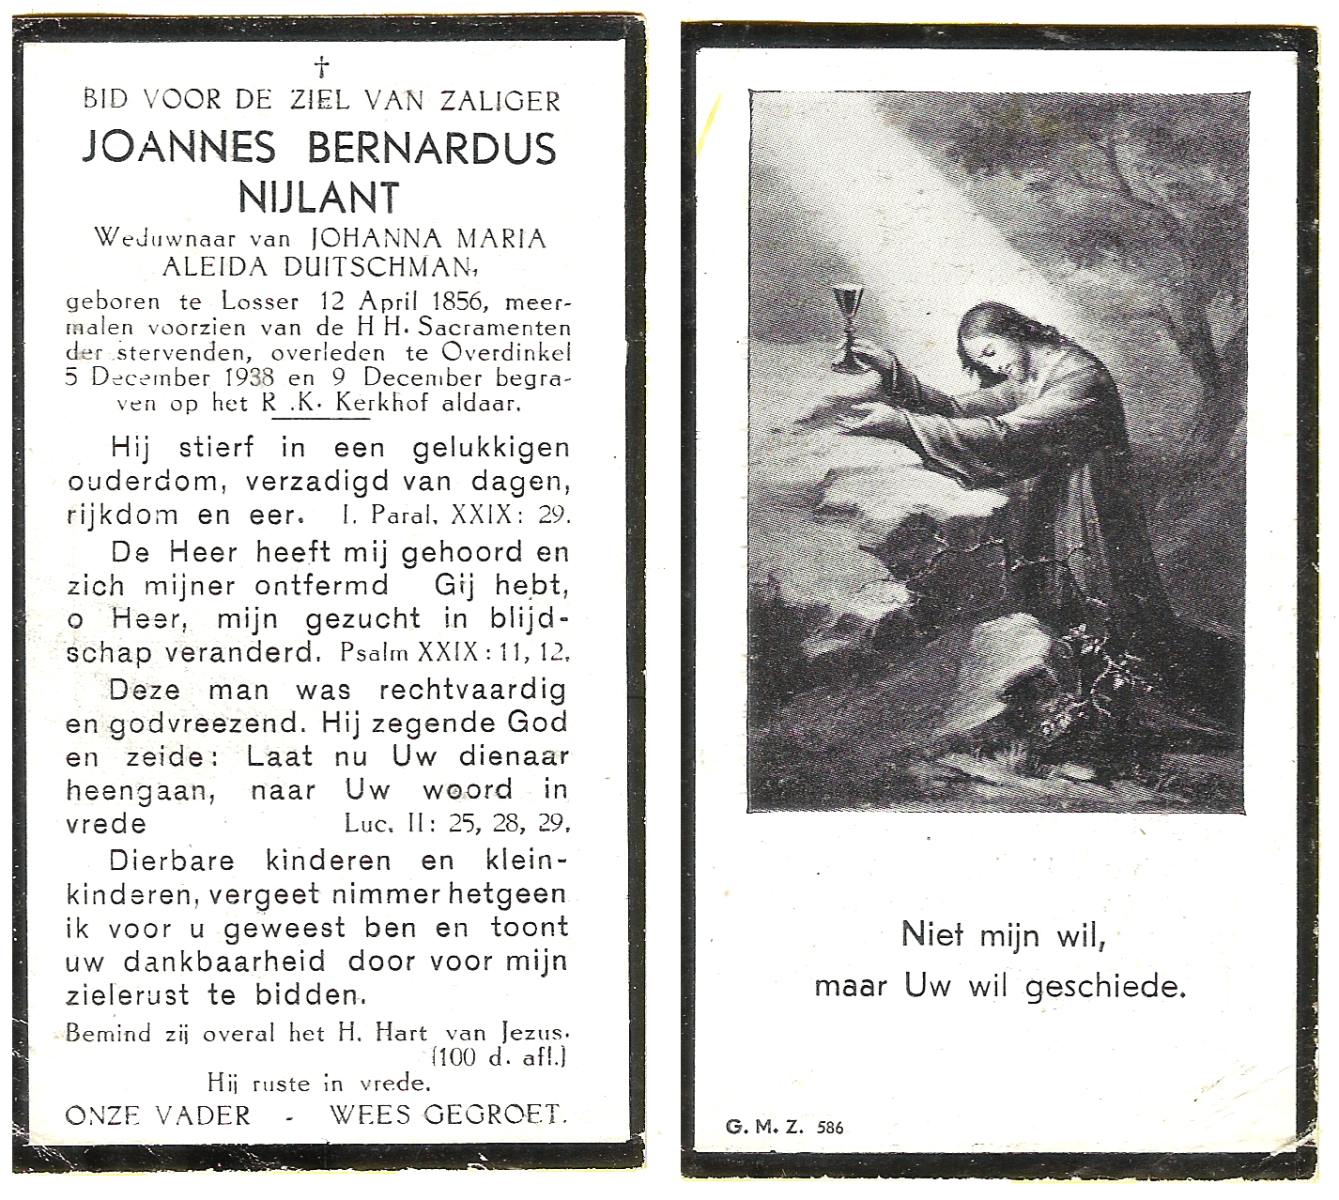 †
BID VOOR DE ZIEL VAN ZALIGER
JOANNES BERNARDUS
NIJLANT
Weduwnaar van JOHANNA MARIA
ALEIDA DUITSCHMAN,
geboren te Losser 12 April 1856, meer-
malen voorzien van de H H. Sacramenten
der stervenden, overleden te Overdinkel
5 December 1938 en 9 December begra-
ven op het R .K. Kerkhof aldaar.
Hij stierf in een gelukkigen
ouderdom, verzadigd van dagen,
rijkdom en eer. I. Paral. XXIX: 29.
De Heer heeft mij gehoord en
zich mijner ontfermd Gij hebt,
o Heer, mijn gezucht in blijd-
schap veranderd. Psalm XXIX : 11, 12.
Deze man was rechtvaardig
en godvreezend. Hij zegende God
en zeide: Laat nu Uw dienaar
heengaan, naar Uw woord in
vrede Luc. II: 25, 28, 29.
Dierbare kinderen en klein-
kinderen, vergeet nimmer hetgeen
ik voor u geweest ben en toont
uw dankbaarheid door voor mijn
zielerust te bidden.
Bemind zij overal het H. Hart van Jezus.
(100 d. afl.)
Hij ruste in vrede.
ONZE VADER - WEES GEGROET.
Niet mijn wil,
maar Uw wil geschiede.
G. M. Z. 586